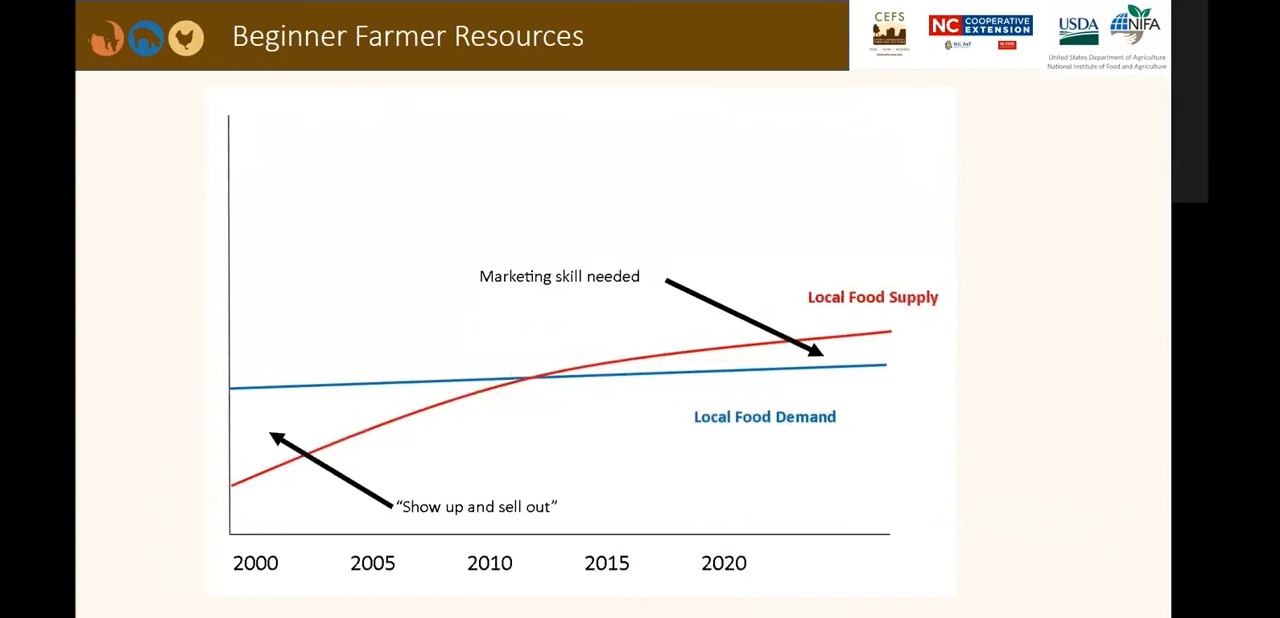 Beginner Farmer Resources
CEFS
NC COOPERATIVE
EXTENSION
USDA
NIFA
United States Department of Agriculture
National Institute of Food and Agriculture
Marketing skill needed
Local Food Supply
Local Food Demand
“Show up and sell out”
2000 2005 2010 2015 2020